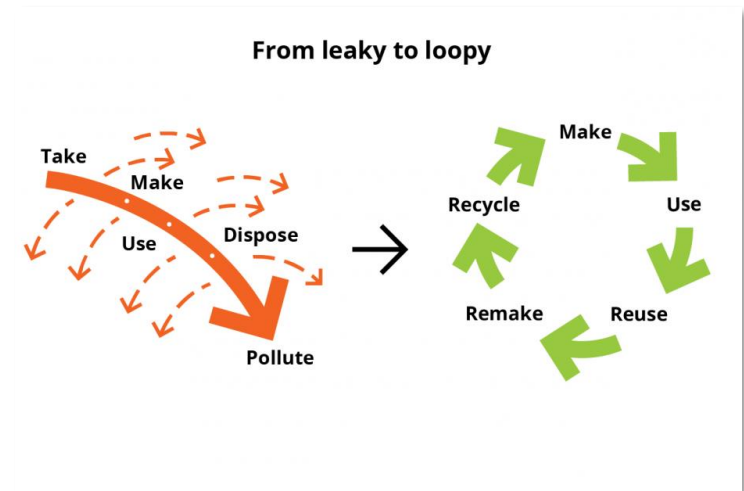 From leaky to loopy
Take
Make
Use
Dispose
Pollute
Make
Use
Reuse
Remake
Recycle